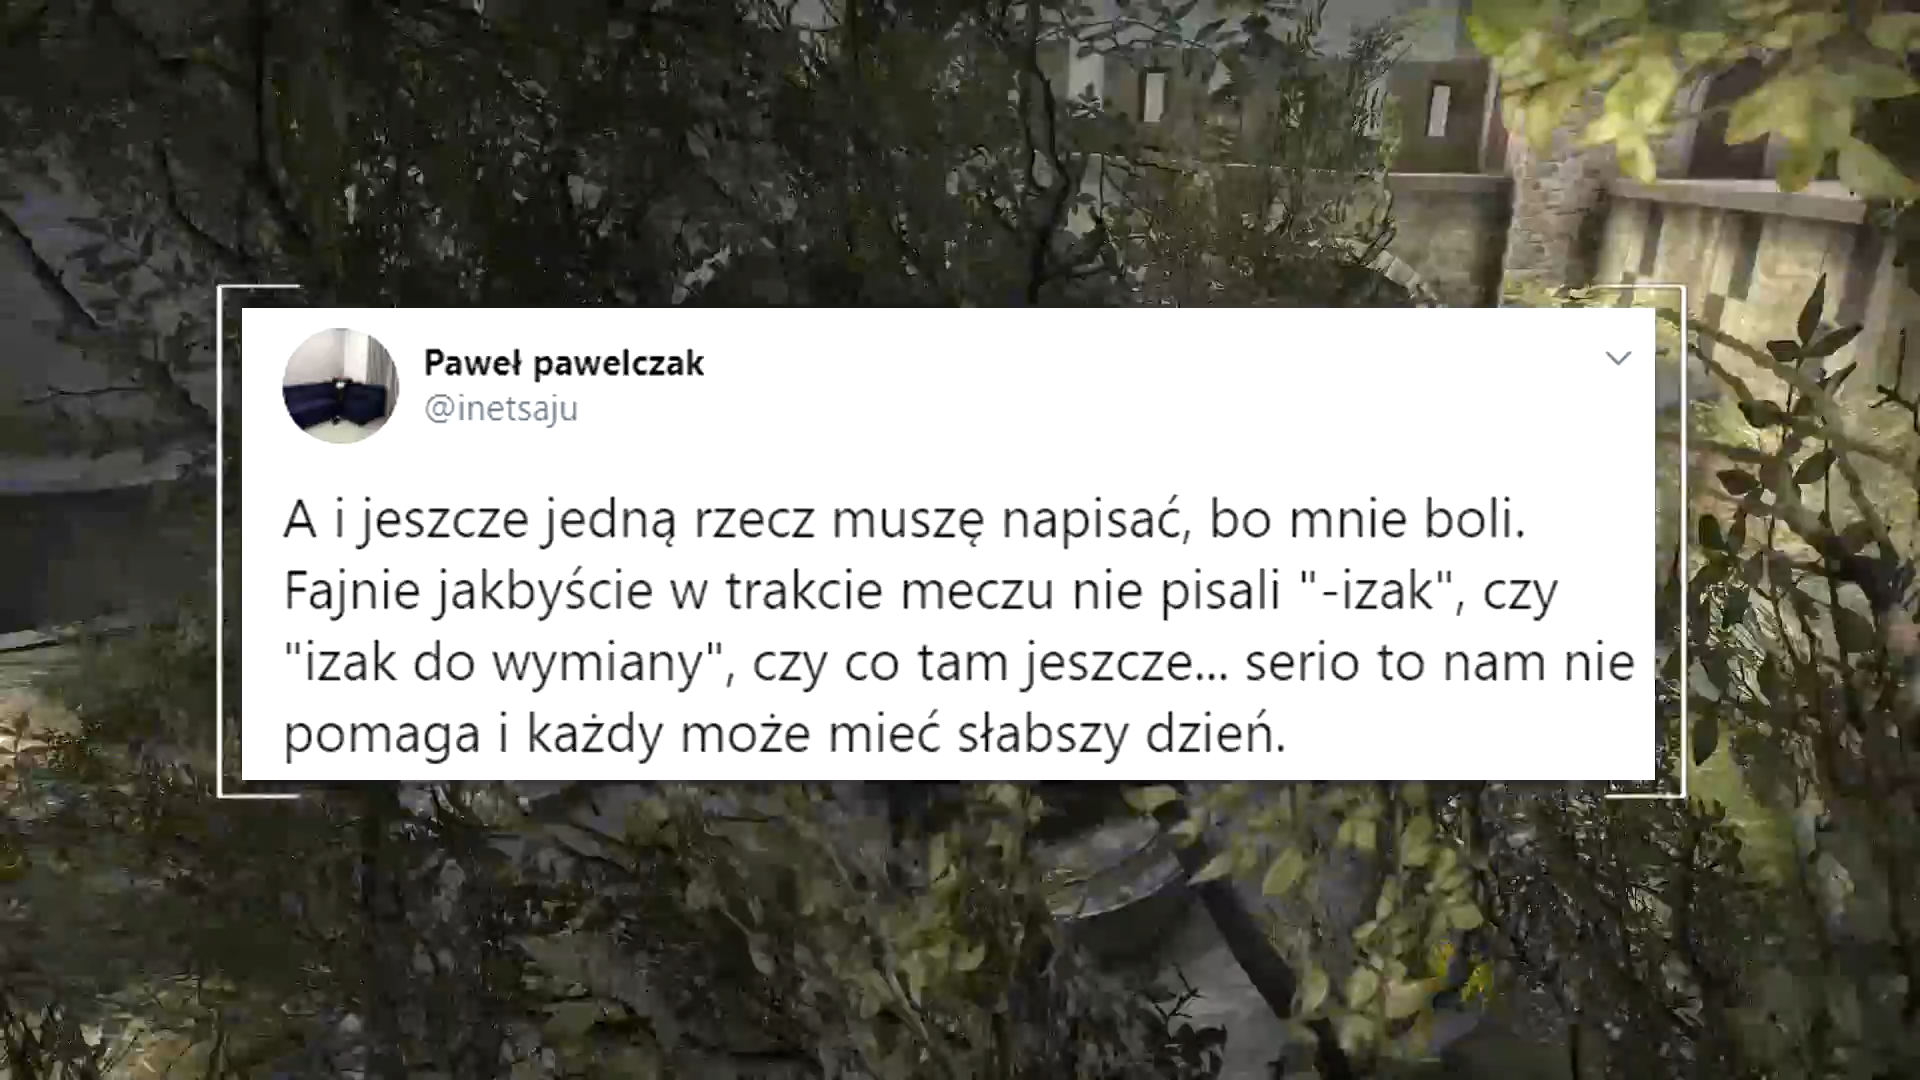 Paweł pawelczak
@inetsaju
A i jeszcze jedną rzecz muszę napisać, bo mnie boli.
Fajnie jakbyście w trakcie meczu nie pisali "-izak", czy
"izak do wymiany", czy co tam jeszcze... serio to nam nie
pomaga i każdy może mieć słabszy dzień.